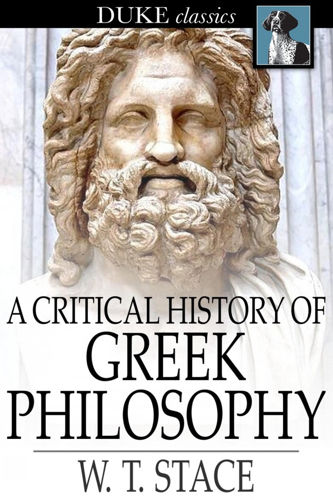 DUKE classics
A CRITICAL HISTORY OF
GREEK
PHILOSOPHY
W. T. STACE